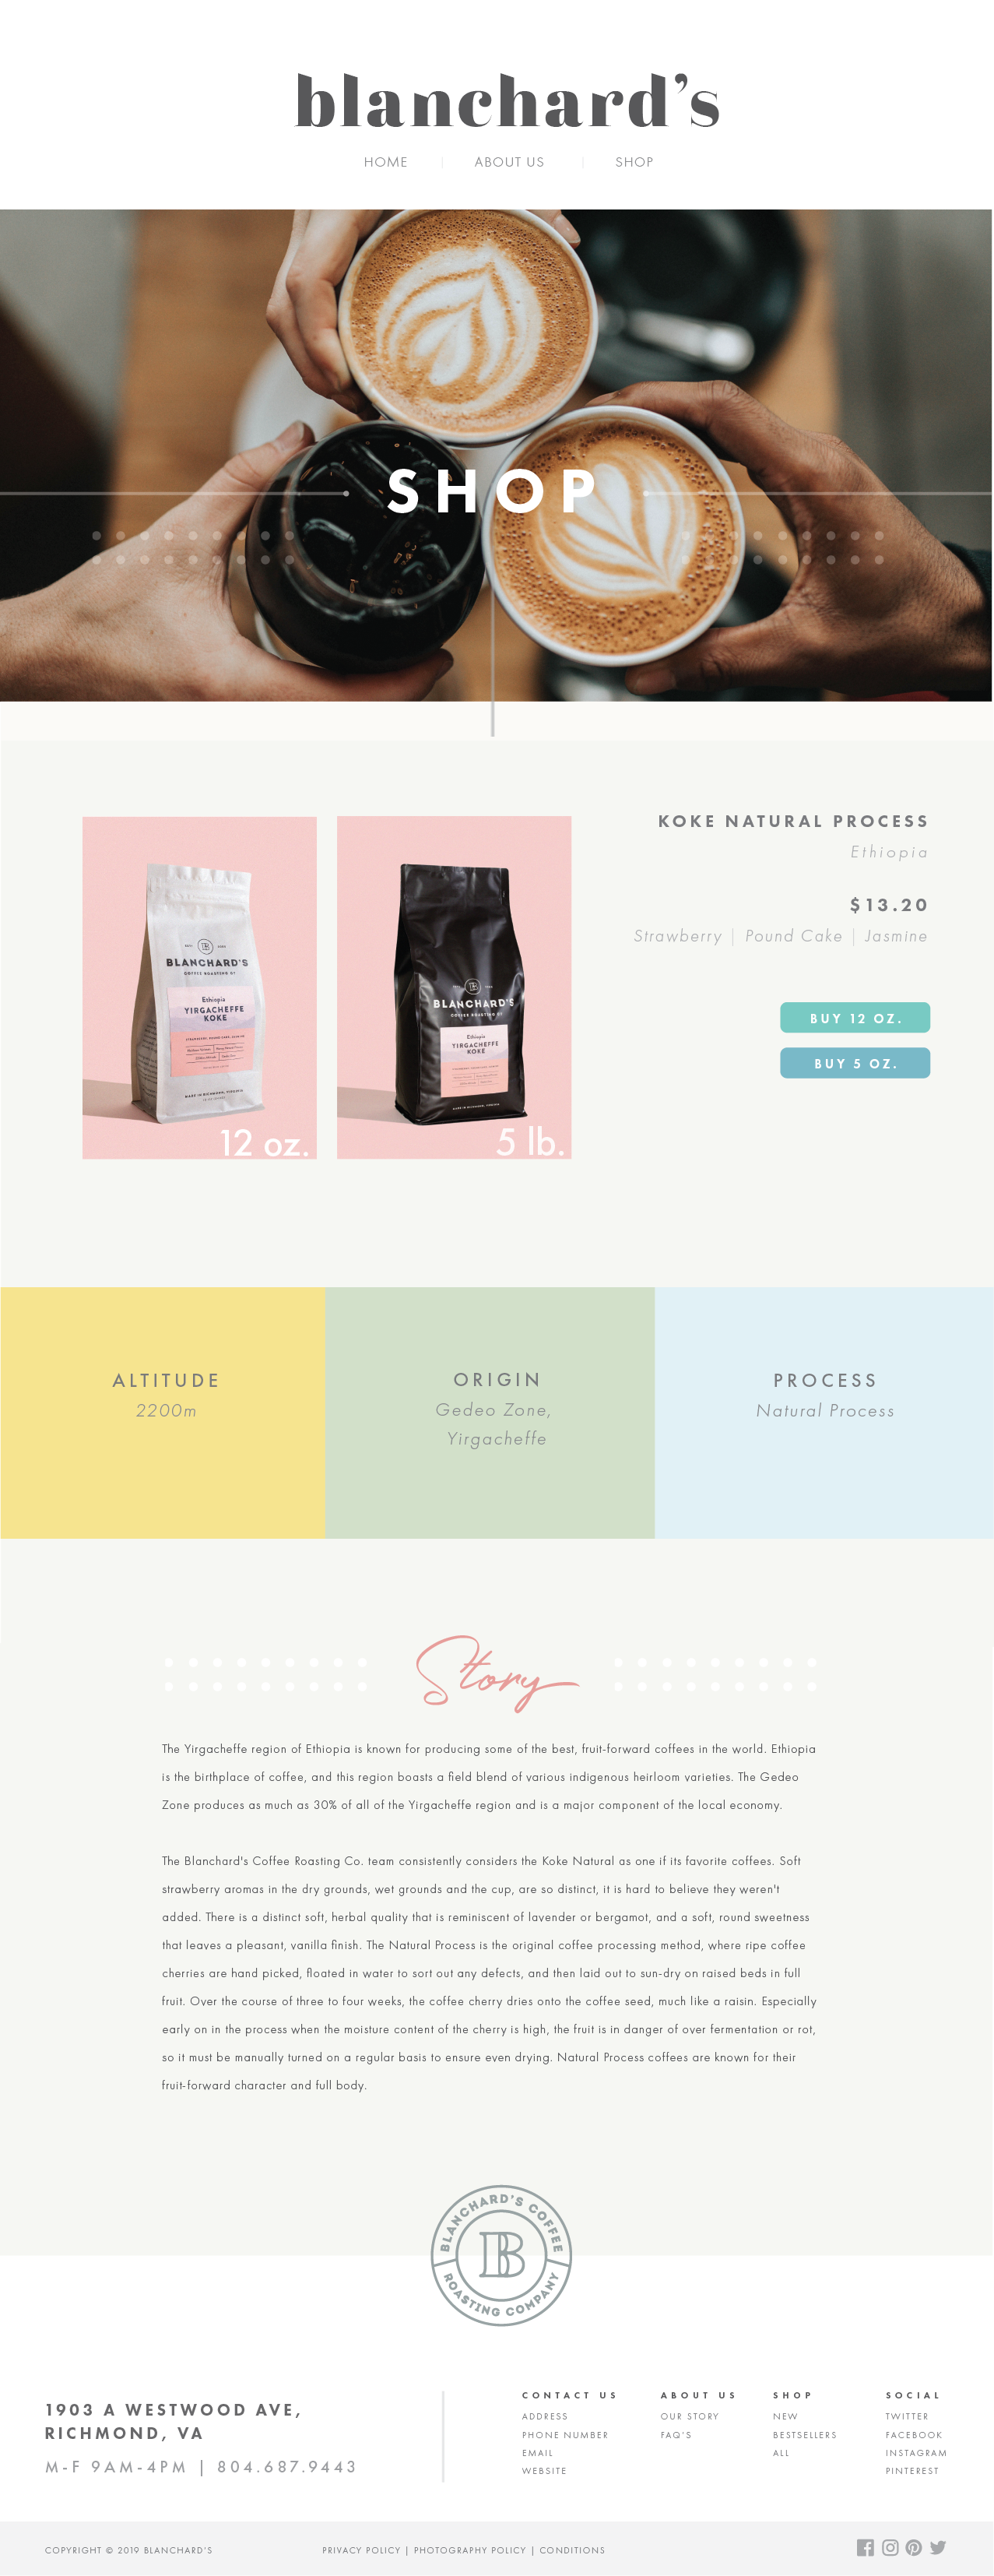 blanchard’s
HOME | ABOUT US | SHOP
SHOP
KOKE NATURAL PROCESS
Ethiopia
$13.20
Strawberry | Pound Cake | Jasmine
BUY 12 OZ.
BUY 5 OZ.
B
BLANCHARD'S
COFFEE ROASTING Co
Ethiopia
YIRGACHEFFE
KOKE
MADE IN RICHMOND, VIRGINIA
12 oz.
B
BLANCHARD'S
COFFEE ROASTING Co
Ethiopia
YIRGACHEFFE
KOKE
MADE IN RICHMOND, VIRGINIA
5 lb.
ALTITUDE
2200m
ORIGIN
Gedeo Zone,
Yirgacheffe
PROCESS
Natural Process
Story
The Yirgacheffe region of Ethiopia is known for producing some of the best, fruit-forward coffees in the world. Ethiopia
is the birthplace of coffee, and this region boasts a field blend of various indigenous heirloom varieties. The Gedeo
Zone produces as much as 30% of all of the Yirgacheffe region and is a major component of the local economy.
The Blanchard's Coffee Roasting Co. team consistently considers the Koke Natural as one if its favorite coffees. Soft
strawberry aromas in the dry grounds, wet grounds and the cup, are so distinct, it is hard to believe they weren't
added. There is a distinct soft, herbal quality that is reminiscent of lavender or bergamot, and a soft, round sweetness
that leaves a pleasant, vanilla finish. The Natural Process is the original coffee processing method, where ripe coffee
cherries are hand picked, floated in water to sort out any defects, and then laid out to sun-dry on raised beds in full
fruit. Over the course of three to four weeks, the coffee cherry dries onto the coffee seed, much like a raisin. Especially
early on in the process when the moisture content of the cherry is high, the fruit is in danger of over fermentation or rot,
so it must be manually turned on a regular basis to ensure even drying. Natural Process coffees are known for their
fruit-forward character and full body.
BLANCHARD'S COFFEE
B
ROASTING COMPANY
1903 A WESTWOOD AVE,
RICHMOND, VA
M-F 9AM-4PM | 804.687.9443
CONTACT US
ADDRESS
PHONE NUMBER
EMAIL
WEBSITE
ABOUT US
OUR STORY
FAQ'S
SHOP
NEW
BESTSELLERS
ALL
SOCIAL
TWITTER
FACEBOOK
INSTAGRAM
PINTEREST
COPYRIGHT © 2019 BLANCHARD'S
PRIVACY POLICY | PHOTOGRAPHY POLICY | CONDITIONS